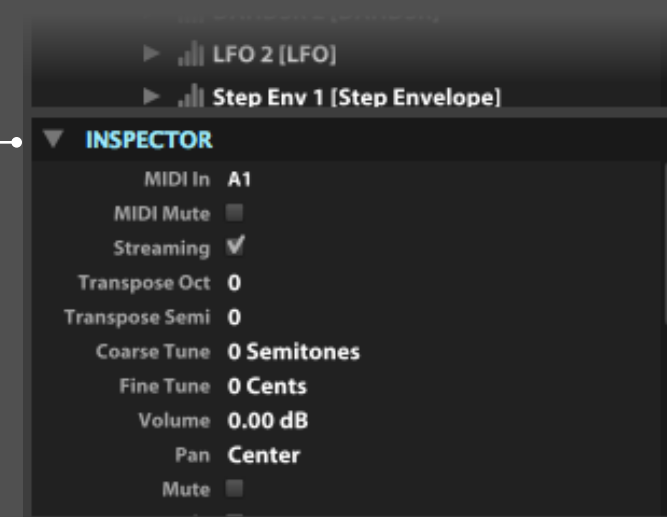 LFO 2 [LFO]
Step Env 1 [Step Envelope]
INSPECTOR
MIDI In A1
MIDI Mute
Streaming
Transpose Oct 0
Transpose Semi 0
Coarse Tune 0 Semitones
Fine Tune 0 Cents
Volume 0.00 dB
Pan Center
Mute